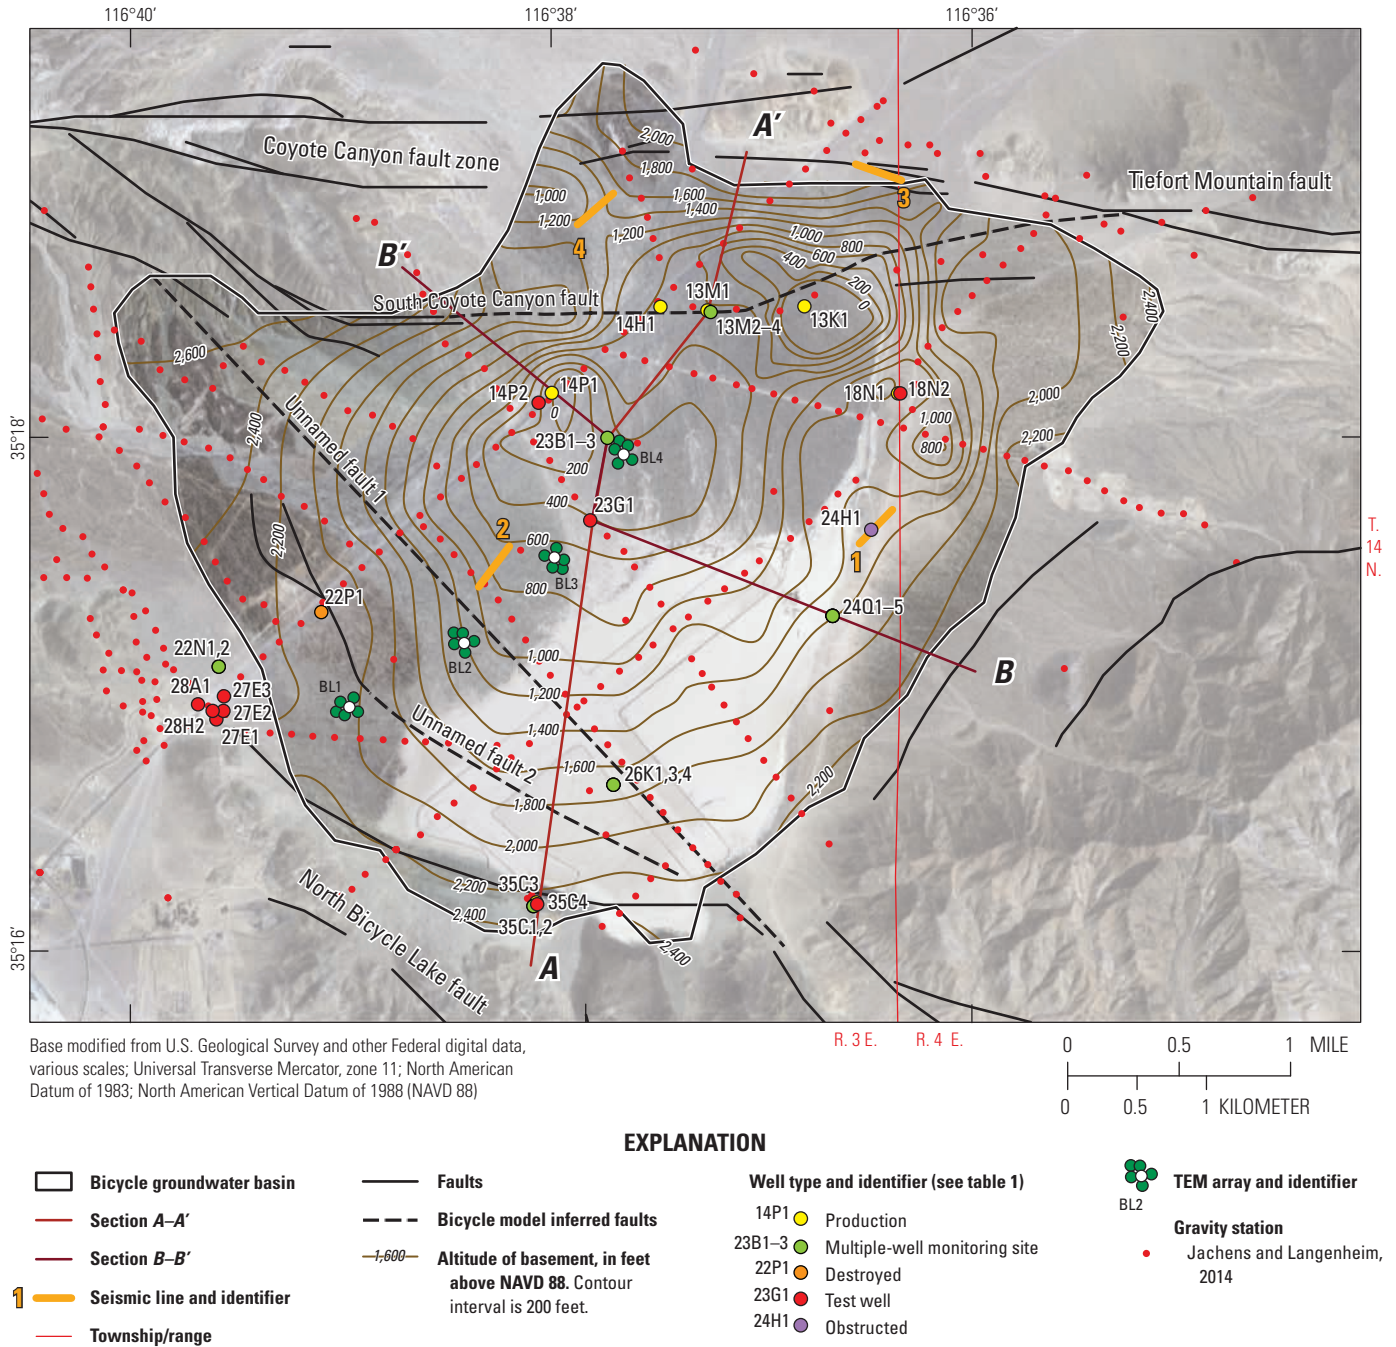 116°40′
116°38′
116°36′
A′
2,000
Coyote Canyon fault zone
1,800
Tiefort Mountain fault
1,000
1,600
1,400
3
1,200
1,200
4
1,000
800
B′
400
600
200
0
2,400
South Coyote Canyon fault
13M1
14H1
13M2–4
13K1
2,200
2,600
14P2
14P1
18N1
18N2
2,000
0
Unnamed fault 1
1,000
2,400
35°18′
23B1–3
BL4
800
2,200
200
400
23G1
24H1
T.
14
N.
2
2,200
600
1
BL3
800
22P1
24Q1–5
22N1,2
BL2
1,000
B
28A1
27E3
BL1
1,200
27E2
28H2
27E1
Unnamed fault 2
1,400
1,600
26K1,3,4
2,200
1,800
2,000
2,200
35C3
35C4
2,400
35C1,2
2,400
35°16′
North Bicycle Lake fault
A
R. 3 E.
R. 4 E.
Base modified from U.S. Geological Survey and other Federal digital data,
various scales; Universal Transverse Mercator, zone 11; North American
Datum of 1983; North American Vertical Datum of 1988 (NAVD 88)
0 0.5 1 MILE
0 0.5 1 KILOMETER
EXPLANATION
Bicycle groundwater basin
Section A–A′
Section B–B′
1 Seismic line and identifier
Township/range
Faults
Bicycle model inferred faults
1,600 Altitude of basement, in feet
above NAVD 88. Contour
interval is 200 feet.
Well type and identifier (see table 1)
14P1 Production
23B1–3 Multiple-well monitoring site
22P1 Destroyed
23G1 Test well
24H1 Obstructed
TEM array and identifier
BL2
Gravity station
Jachens and Langenheim,
2014